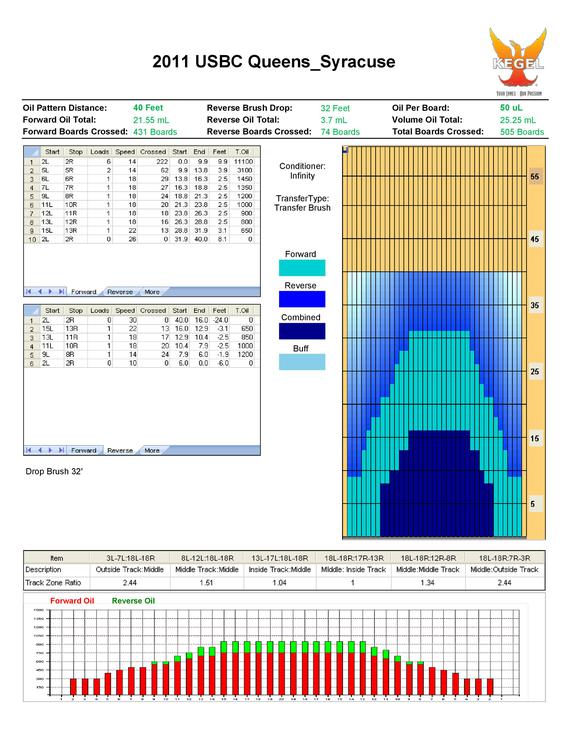 2011 USBC Queens_Syracuse
KEGEL
Oil Pattern Distance: 40 Feet Reverse Brush Drop: 32 Feet Oil Per Board: 50 uL
Forward Oil Total: 21.55 mL Reverse Oil Total: 3.7 mL Volume Oil Total: 25.25 mL
Forward Boards Crossed: 431 Boards Reverse Boards Crossed: 74 Boards Total Boards Crossed: 505 Boards
Start Stop Loads Speed Crossed Start End Feet T.Oil
1 2L 2R 6 14 222 0.0 9.9 9.9 11100
2 5L 5R 2 14 62 9.9 13.8 3.9 3100
3 6L 6R 1 18 29 13.8 16.3 2.5 1450
4 7L 7R 1 18 27 16.3 18.8 2.5 1350
5 9L 8R 1 18 24 18.8 21.3 2.5 1200
6 11L 10R 1 18 20 21.3 23.8 2.5 1000
7 12L 11R 1 18 18 23.8 26.3 2.5 900
8 13L 12R 1 18 16 26.3 28.8 2.5 800
9 15L 13R 1 22 13 28.8 31.9 3.1 650
10 2L 2R 0 26 0 31.9 40.0 8.1 0
Forward Reverse More
Start Stop Loads Speed Crossed Start End Feet T.Oil
1 2L 2R 0 30 0 40.0 16.0 -24.0 0
2 15L 13R 1 22 13 16.0 12.9 -3.1 650
3 13L 11R 1 18 17 12.9 10.4 -2.5 850
4 11L 10R 1 18 20 10.4 7.9 -2.5 1000
5 9L 8R 1 14 24 7.9 6.0 -1.9 1200
6 2L 2R 0 10 0 6.0 0.0 -6.0 0
Forward Reverse More
Drop Brush 32'
Conditioner:
Infinity
TransferType:
Transfer Brush
Forward
Reverse
Combined
Buff
55
45
35
25
15
5
Item 3L-7L:18L-18R 8L-12L:18L-18R 13L-17L:18L-18R 18L-18R:17R-13R 18L-18R:12R-8R 18L-18R:7R-3R
Description Outside Track:Middle Middle Track:Middle Inside Track:Middle Middle: Inside Track Middle:Middle Track Middle:Outside Track
Track Zone Ratio 2.44 1.51 1.04 1 1.34 2.44
Forward Oil Reverse Oil